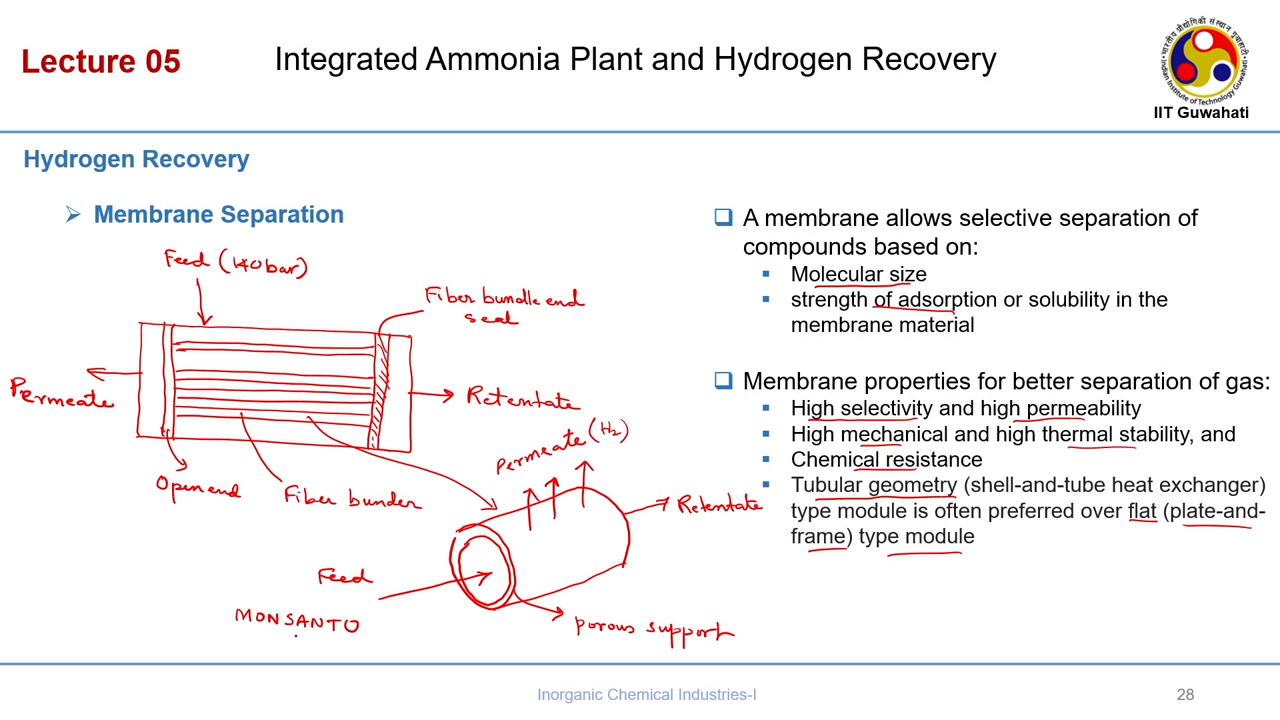 Lecture 05
Integrated Ammonia Plant and Hydrogen Recovery
IIT Guwahati
Hydrogen Recovery
Membrane Separation
Feed (140bar)
Fiber bundle end
seal
Permeate
Retentate
Open end
Fiber bunder
Permeate (H2)
Retentate
Feed
MONSANTO
porous support
A membrane allows selective separation of
compounds based on:
Molecular size
strength of adsorption or solubility in the
membrane material
Membrane properties for better separation of gas:
High selectivity and high permeability
High mechanical and high thermal stability, and
Chemical resistance
Tubular geometry (shell-and-tube heat exchanger)
type module is often preferred over flat (plate-and-
frame) type module
Inorganic Chemical Industries-I
28